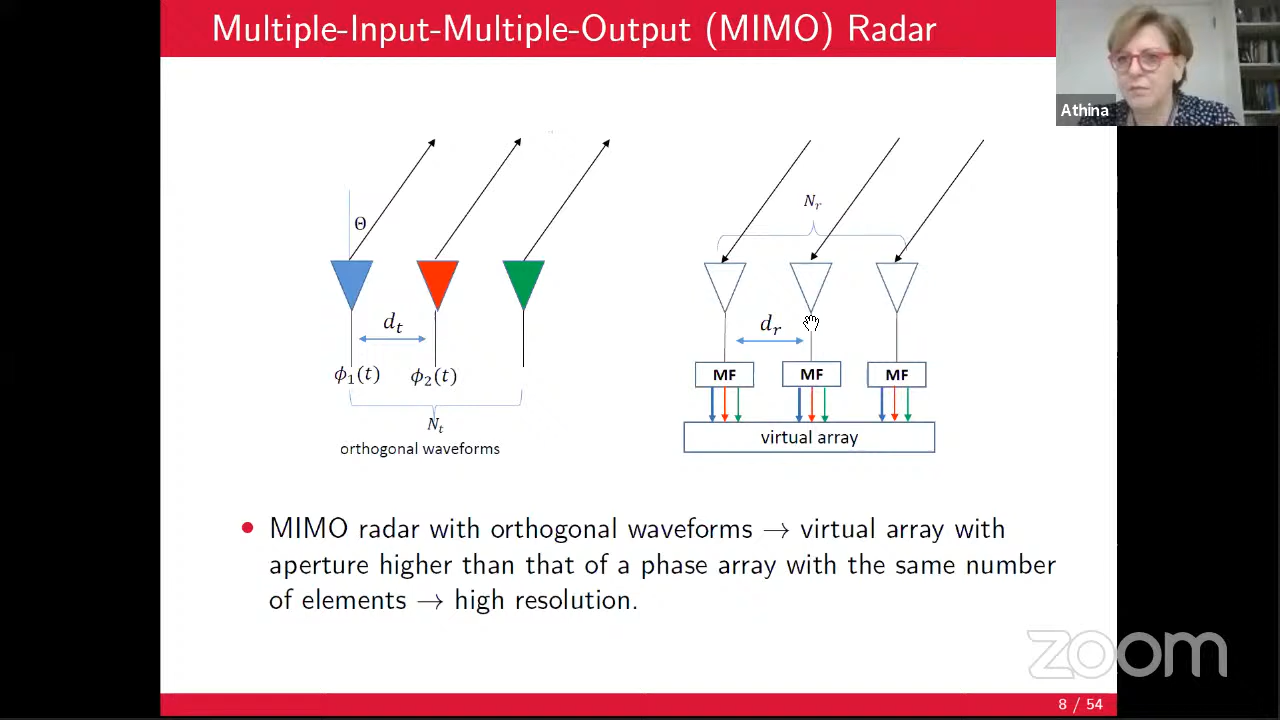 Multiple-Input-Multiple-Output (MIMO) Radar
Athina
Θ
N_r
d_t
d_r
ϕ_1(t) ϕ_2(t)
MF MF MF
N_t
virtual array
orthogonal waveforms
• MIMO radar with orthogonal waveforms → virtual array with
aperture higher than that of a phase array with the same number
of elements → high resolution.
zoom
8 / 54